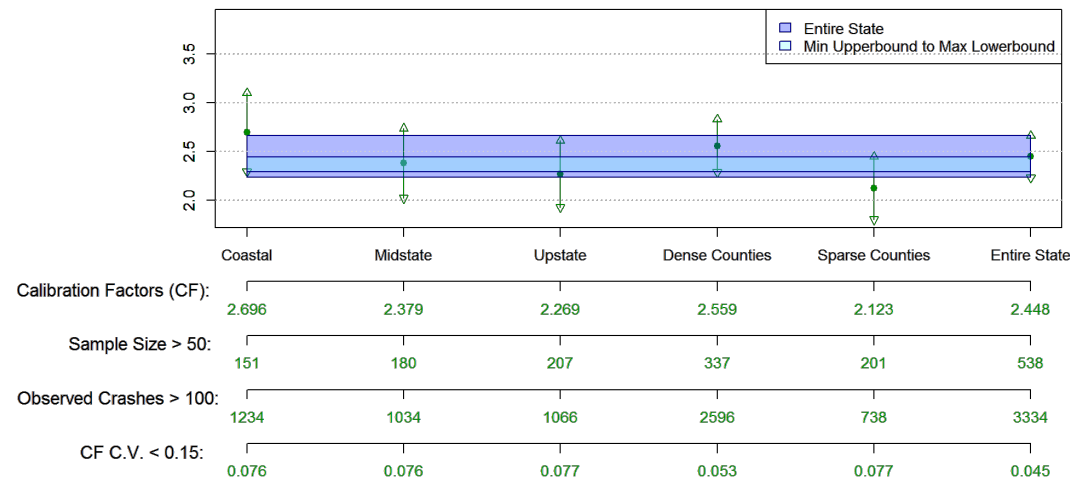 Entire State
Min Upperbound to Max Lowerbound
3.5
3.0
2.5
2.0
Coastal Midstate Upstate Dense Counties Sparse Counties Entire State
Calibration Factors (CF):
2.696 2.379 2.269 2.559 2.123 2.448
Sample Size > 50:
151 180 207 337 201 538
Observed Crashes > 100:
1234 1034 1066 2596 738 3334
CF C.V. < 0.15:
0.076 0.076 0.077 0.053 0.077 0.045